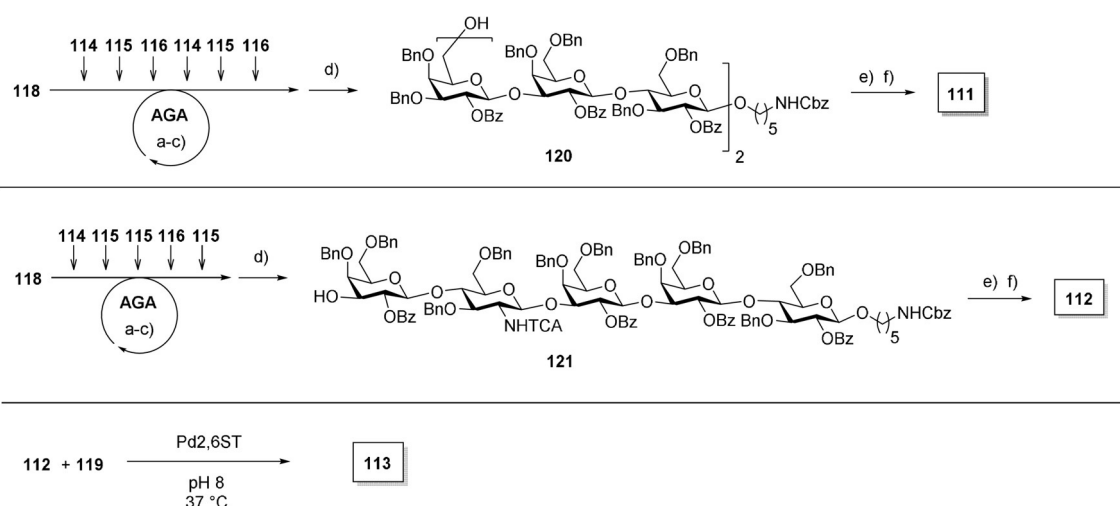 114 115 116 114 115 116
118
AGA
a-c)
d)
OH
BnO
BnO
O
O
OBz
BnO
OBn
O
O
OBz
OBn
O
O
BnO
OBz
O
5
NHCbz
2
120
e) f)
111
114 115 115 116 115
118
AGA
a-c)
d)
BnO
OBn
HO
O
O
OBz
OBn
O
O
BnO
NHTCA
BnO
OBn
O
O
OBz
BnO
OBn
O
O
OBz
OBn
O
BnO
O
OBz
5
NHCbz
121
e) f)
112
112 + 119
Pd2,6ST
pH 8
37 °C
113